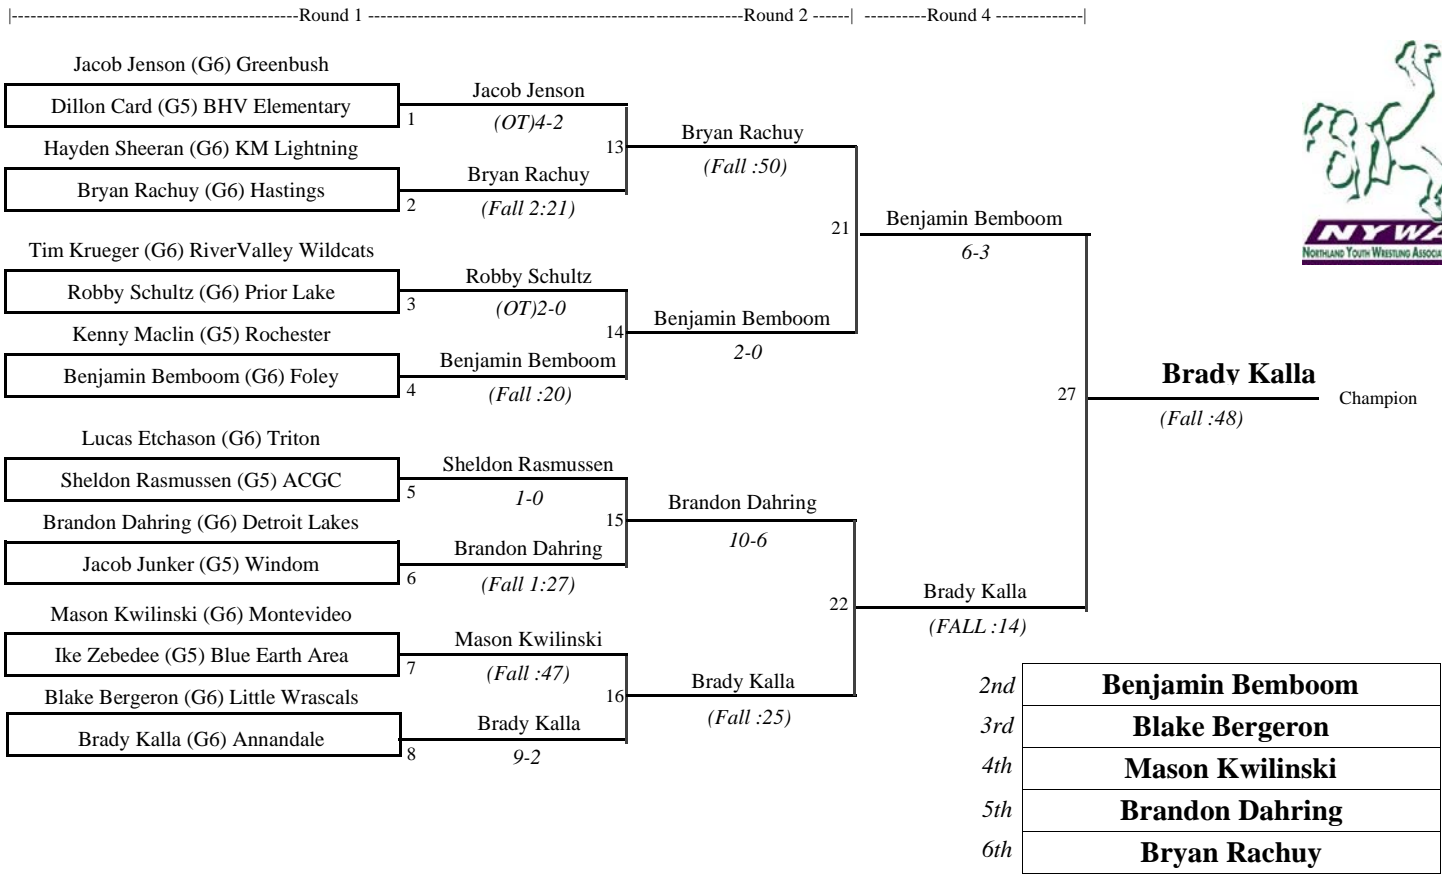 |-----------------------------------------------Round 1 -------------------------------------------------------------Round 2 ------| ----------Round 4 --------------|
Jacob Jenson (G6) Greenbush
Dillon Card (G5) BHV Elementary
1
Jacob Jenson
(OT)4-2
Hayden Sheeran (G6) KM Lightning
Bryan Rachuy (G6) Hastings
2
Bryan Rachuy
(Fall 2:21)
13
Bryan Rachuy
(Fall :50)
Tim Krueger (G6) RiverValley Wildcats
Robby Schultz (G6) Prior Lake
3
Robby Schultz
(OT)2-0
Kenny Maclin (G5) Rochester
Benjamin Bemboom (G6) Foley
4
Benjamin Bemboom
(Fall :20)
14
Benjamin Bemboom
2-0
21
Benjamin Bemboom
6-3
Lucas Etchason (G6) Triton
Sheldon Rasmussen (G5) ACGC
5
Sheldon Rasmussen
1-0
Brandon Dahring (G6) Detroit Lakes
Jacob Junker (G5) Windom
6
Brandon Dahring
(Fall 1:27)
15
Brandon Dahring
10-6
Mason Kwilinski (G6) Montevideo
Ike Zebedee (G5) Blue Earth Area
7
Mason Kwilinski
(Fall :47)
Blake Bergeron (G6) Little Wrascals
Brady Kalla (G6) Annandale
8
Brady Kalla
9-2
16
Brady Kalla
(Fall :25)
22
Brady Kalla
(FALL :14)
27
Brady Kalla
Champion
(Fall :48)
NYWA
NORTHLAND YOUTH WRESTLING ASSOCIA
2nd Benjamin Bemboom
3rd Blake Bergeron
4th Mason Kwilinski
5th Brandon Dahring
6th Bryan Rachuy